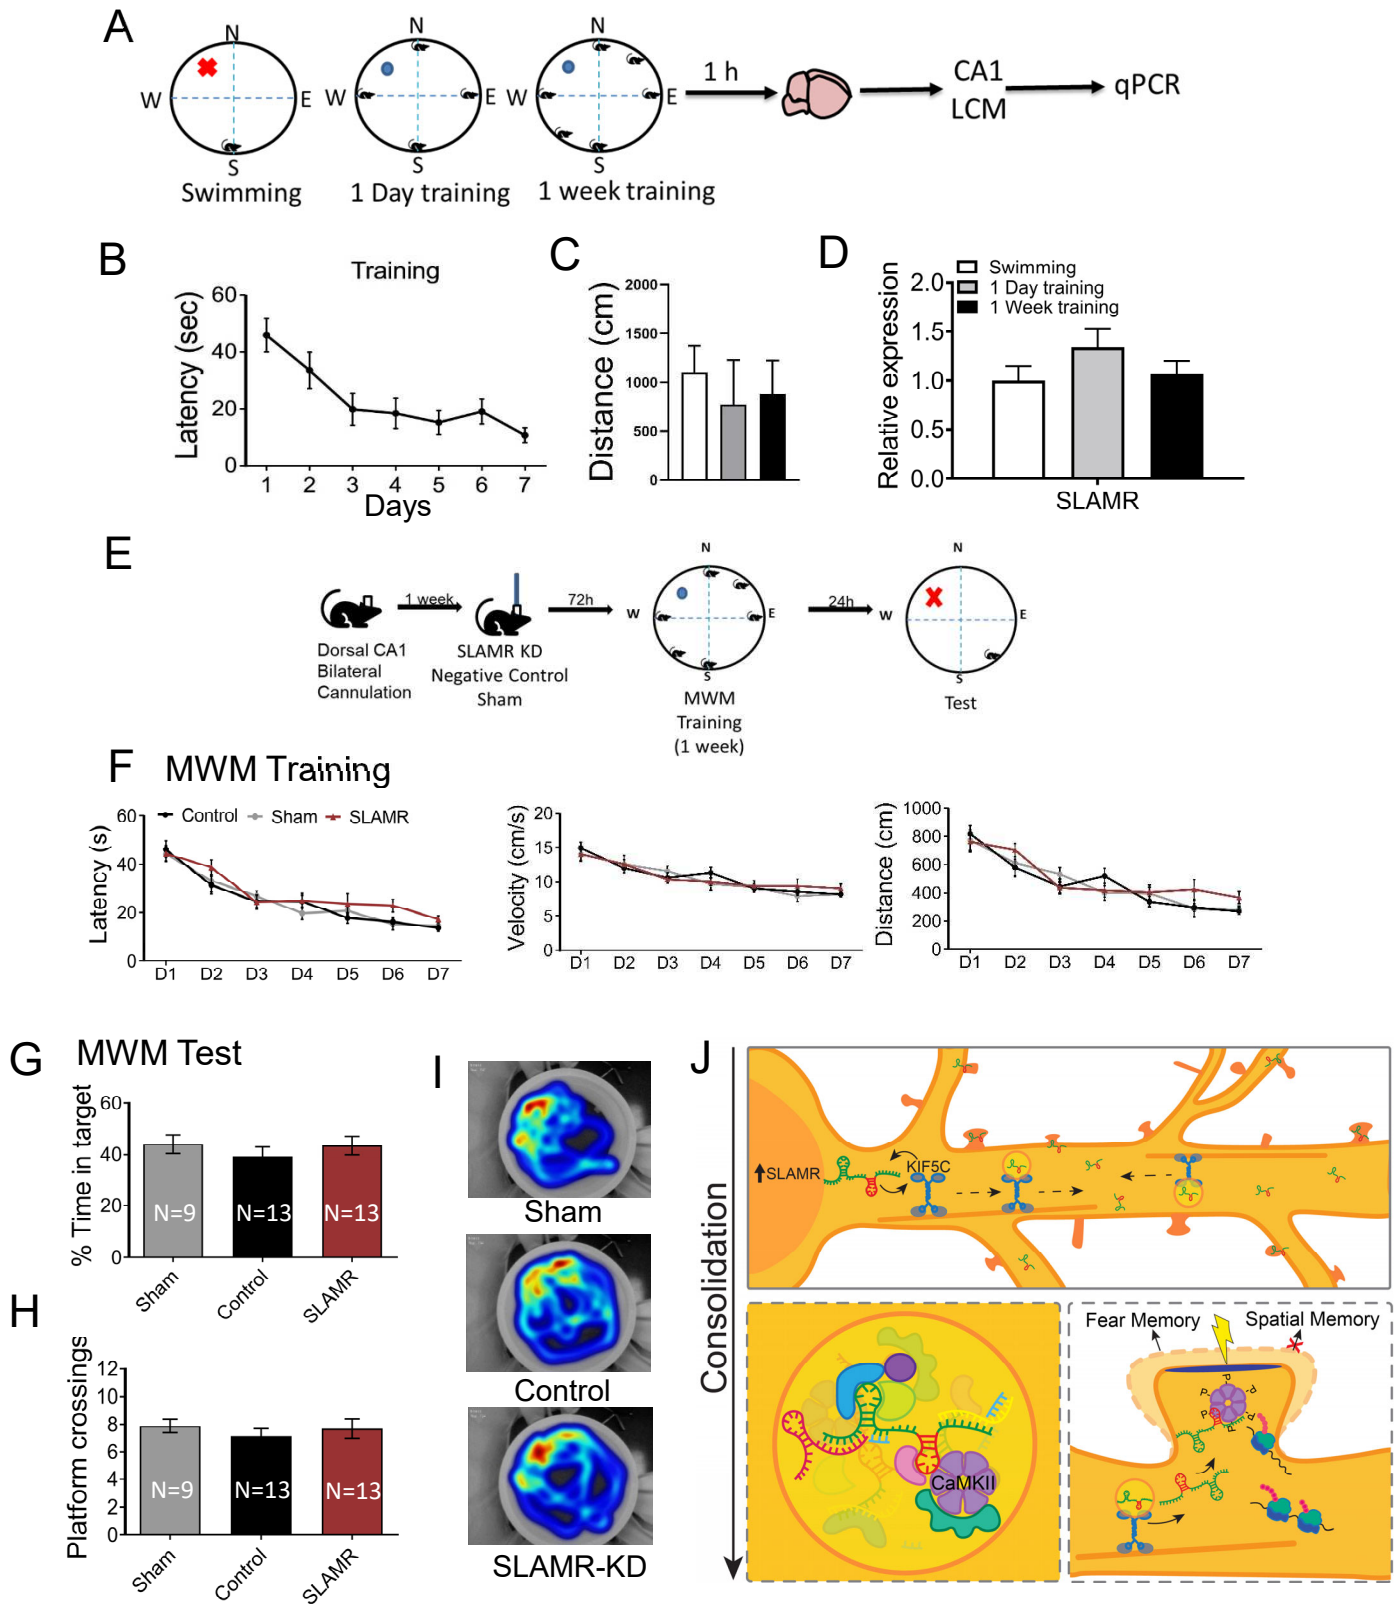 A
N
W
E
S
Swimming
N
W
E
S
1 Day training
N
W
E
S
1 week training
1 h
CA1
LCM
qPCR
B
Training
Latency (sec)
60
40
20
0
1 2 3 4 5 6 7
Days
C
Distance (cm)
2000
1500
1000
500
0
D
Relative expression
Swimming
1 Day training
1 Week training
2.0
1.5
1.0
0.5
0.0
SLAMR
E
Dorsal CA1
Bilateral
Cannulation
1 week
SLAMR KD
Negative Control
Sham
72h
N
W
E
S
MWM
Training
(1 week)
24h
N
W
E
S
Test
F MWM Training
Latency (s)
Control Sham SLAMR
60
40
20
0
D1 D2 D3 D4 D5 D6 D7
Velocity (cm/s)
20
15
10
5
0
D1 D2 D3 D4 D5 D6 D7
Distance (cm)
1000
800
600
400
200
0
D1 D2 D3 D4 D5 D6 D7
G MWM Test
% Time in target
60
40
20
0
N=9 N=13 N=13
Sham Control SLAMR
H
Platform crossings
12
10
8
6
4
2
0
N=9 N=13 N=13
Sham Control SLAMR
I
Sham
Control
SLAMR-KD
J
Consolidation
SLAMR
KIF5C
CaMKII
Fear Memory
Spatial Memory
P
P
P
P
P
P